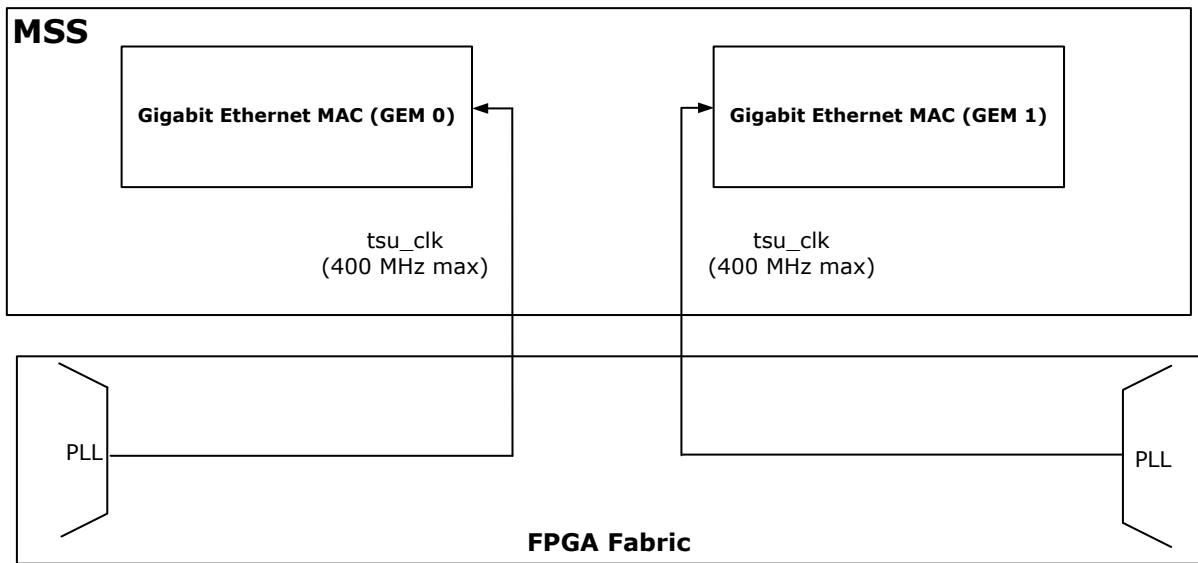 MSS
Gigabit Ethernet MAC (GEM 0)
Gigabit Ethernet MAC (GEM 1)
tsu_clk
(400 MHz max)
tsu_clk
(400 MHz max)
PLL
PLL
FPGA Fabric